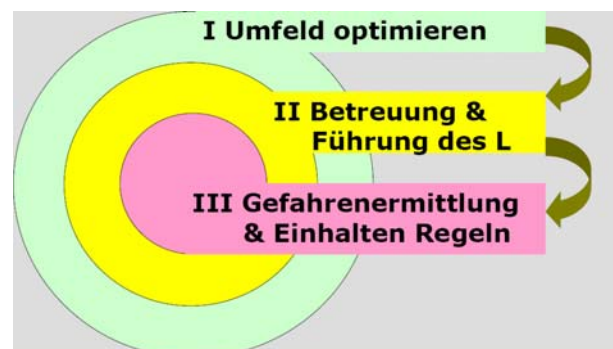 I Umfeld optimieren
II Betreuung &
Führung des L
III Gefahrenermittlung
& Einhalten Regeln